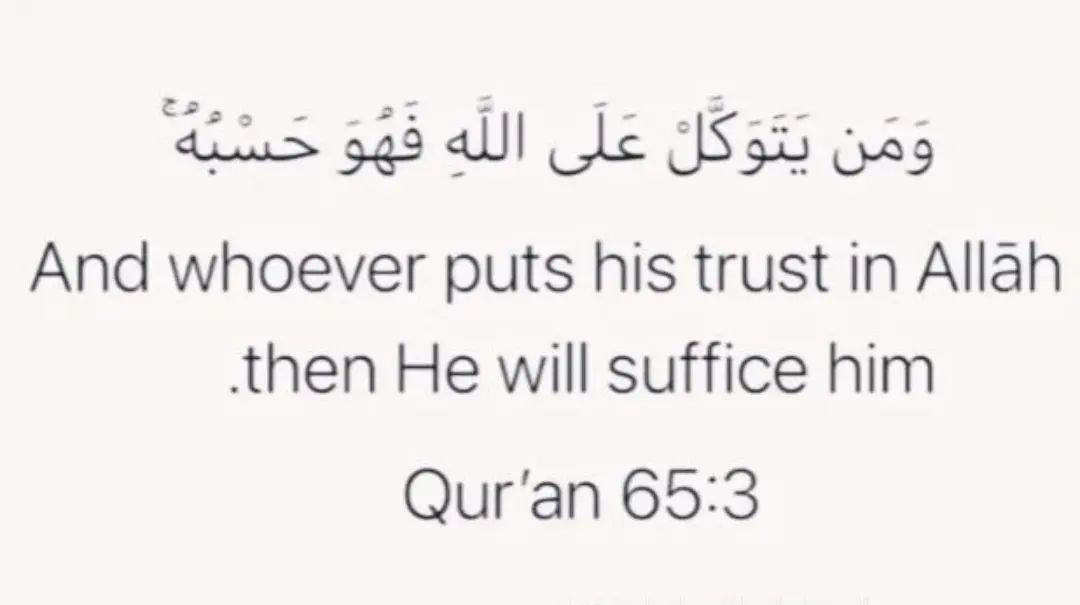 وَمَن يَتَوَكَّلْ عَلَى اللَّهِ فَهُوَ حَسْبُهُ ۚ
And whoever puts his trust in Allāh
.then He will suffice him
Qur’an 65:3